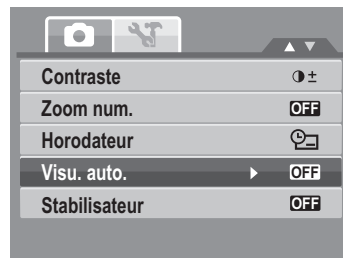 Contraste
Zoom num. OFF
Horodateur
Visu. auto. OFF
Stabilisateur OFF